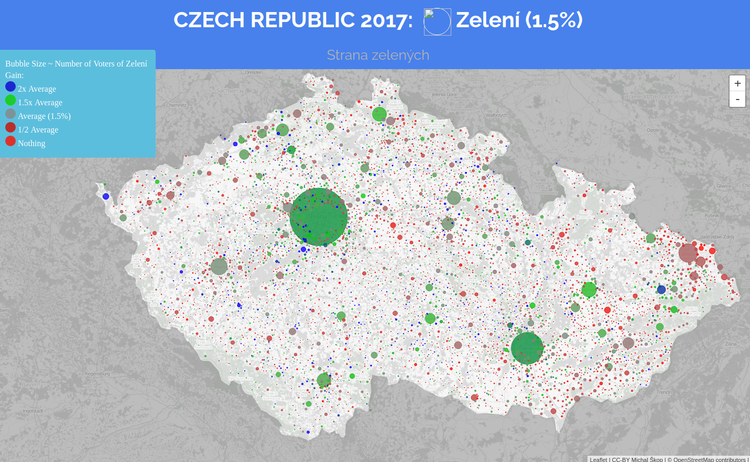 CZECH REPUBLIC 2017: Zelení (1.5%)
Strana zelených
Bubble Size ~ Number of Voters of Zelení
Gain:
2x Average
1.5x Average
Average (1.5%)
1/2 Average
Nothing
+
-
Leaflet | CC-BY Michal Škop | © OpenStreetMap contributors |